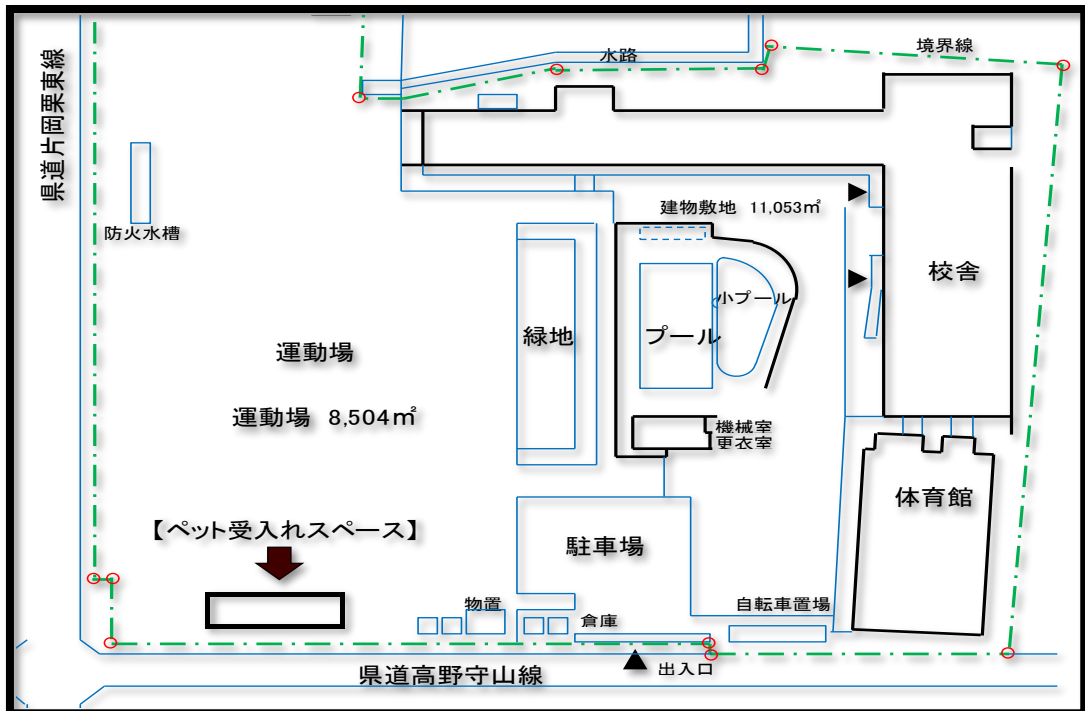 水路
境界線
県道片岡栗東線
防火水槽
建物敷地 11,053㎡
校舎
小プール
緑地
プール
運動場
運動場 8,504㎡
機械室
更衣室
体育館
【ペット受入れスペース】
駐車場
物置
倉庫
自転車置場
出入口
県道高野守山線